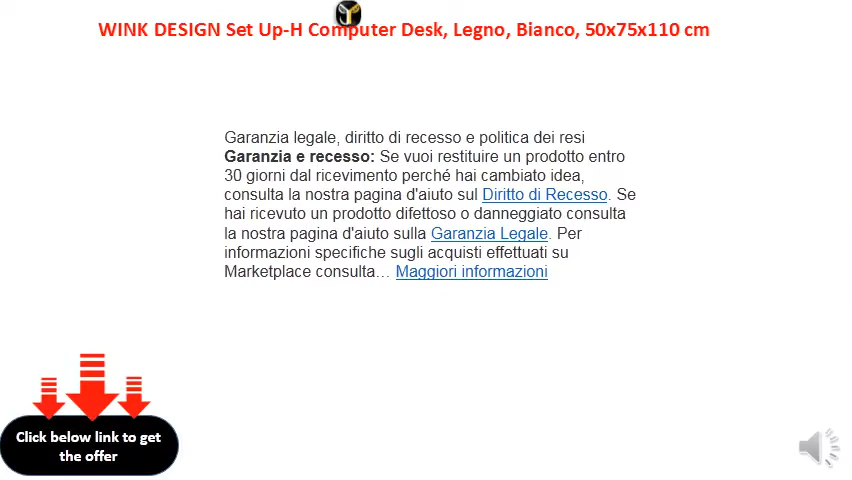 WINK DESIGN Set Up-H Computer Desk, Legno, Bianco, 50x75x110 cm
Garanzia legale, diritto di recesso e politica dei resi
Garanzia e recesso: Se vuoi restituire un prodotto entro
30 giorni dal ricevimento perché hai cambiato idea,
consulta la nostra pagina d'aiuto sul Diritto di Recesso. Se
hai ricevuto un prodotto difettoso o danneggiato consulta
la nostra pagina d'aiuto sulla Garanzia Legale. Per
informazioni specifiche sugli acquisti effettuati su
Marketplace consulta… Maggiori informazioni
Click below link to get
the offer